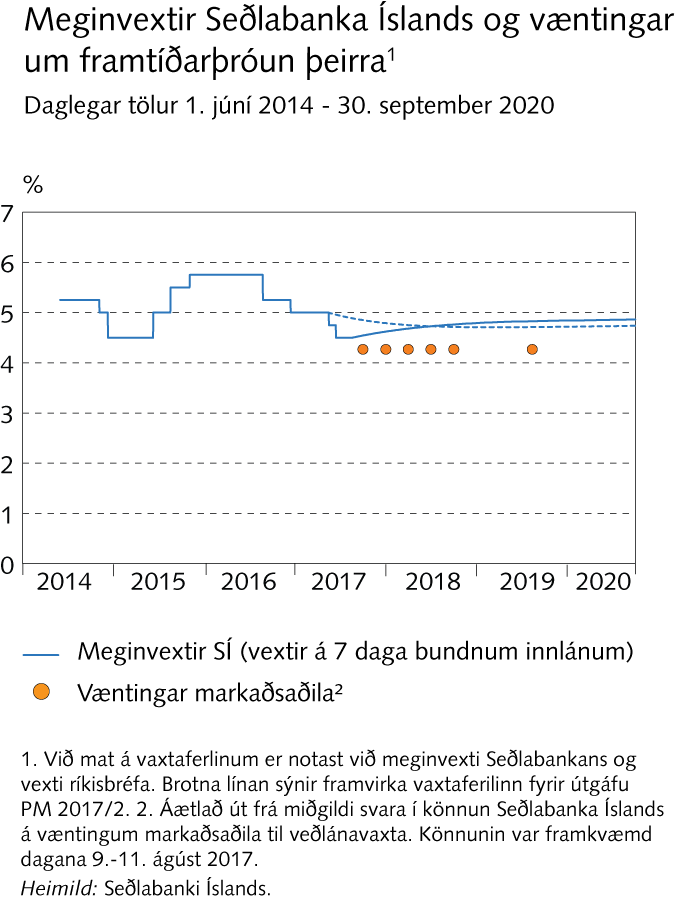 Meginvextir Seðlabanka Íslands og væntingar
um framtíðarþróun þeirra¹
Daglegar tölur 1. júní 2014 - 30. september 2020
%
7
6
5
4
3
2
1
0
2014 2015 2016 2017 2018 2019 2020
Meginvextir SÍ (vextir á 7 daga bundnum innlánum)
Væntingar markaðsaðila²
1. Við mat á vaxtaferlinum er notast við meginvexti Seðlabankans og
vexti ríkisbréfa. Brotna línan sýnir framvirka vaxtaferilinn fyrir útgáfu
PM 2017/2. 2. Áætlað út frá miðgildi svara í könnun Seðlabanka Íslands
á væntingum markaðsaðila til veðlánavaxta. Könnunin var framkvæmd
dagana 9.-11. ágúst 2017.
Heimild: Seðlabanki Íslands.